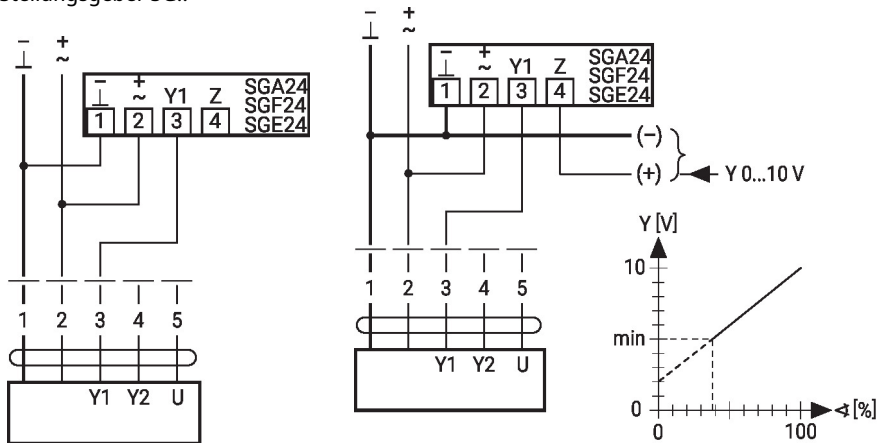 stellungsgeber SG..
− +
⊥ ~
− + Y1 Z SGA24
⊥ ~ SGF24
1 2 3 4 SGE24
1 2 3 4 5
Y1 Y2 U
− +
⊥ ~
− + Y1 Z SGA24
⊥ ~ SGF24
1 2 3 4 SGE24
(−)
(+) Y 0...10 V
1 2 3 4 5
Y1 Y2 U
Y [V]
10
min
0
0 100
∢ [%]